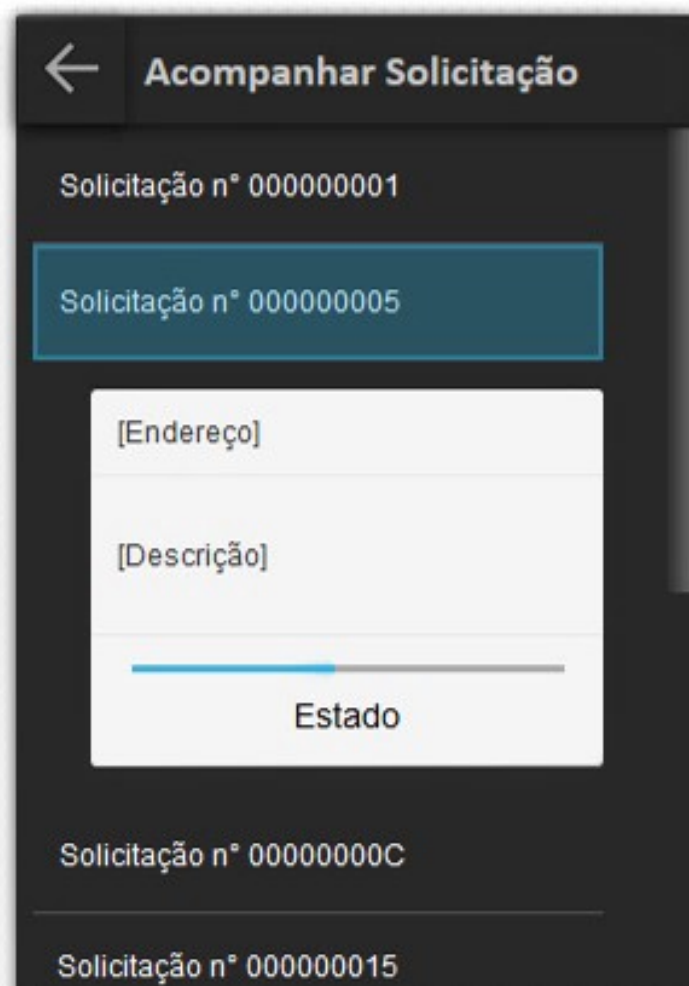 Acompanhar Solicitação
Solicitação n° 000000001
Solicitação n° 000000005
[Endereço]
[Descrição]
Estado
Solicitação n° 00000000C
Solicitação n° 000000015